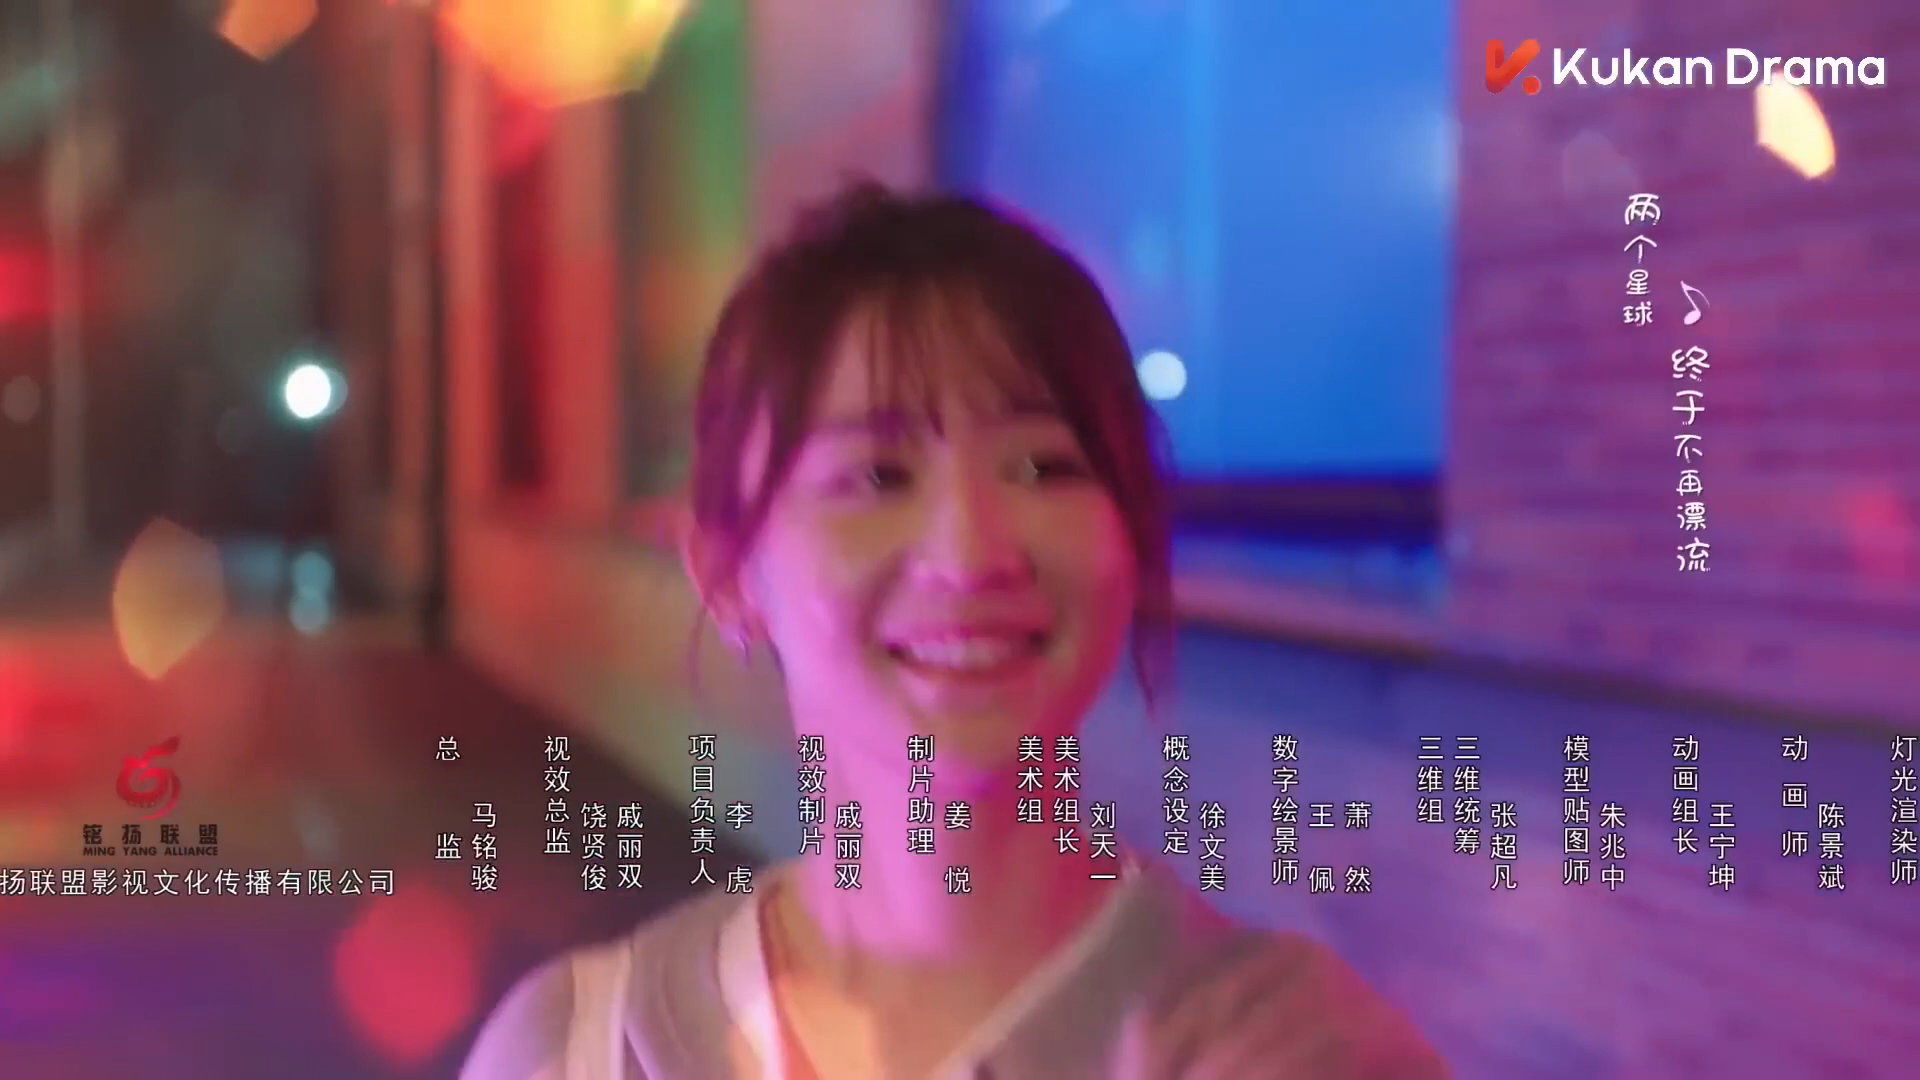 Kukan Drama
两个星球
终于不再漂流
铭扬联盟
MING YANG ALLIANCE
扬联盟影视文化传播有限公司
总监
马铭骏
视效总监
饶贤俊
戚丽双
项目负责人
李虎
视效制片
戚丽双
制片助理
姜悦
美术组
美术组长
刘天一
概念设定
徐文美
数字绘景师
王佩
萧然
三维组
三维统筹
张超凡
模型贴图师
朱兆中
动画组长
王宁坤
动画师
陈景斌
灯光渲染师